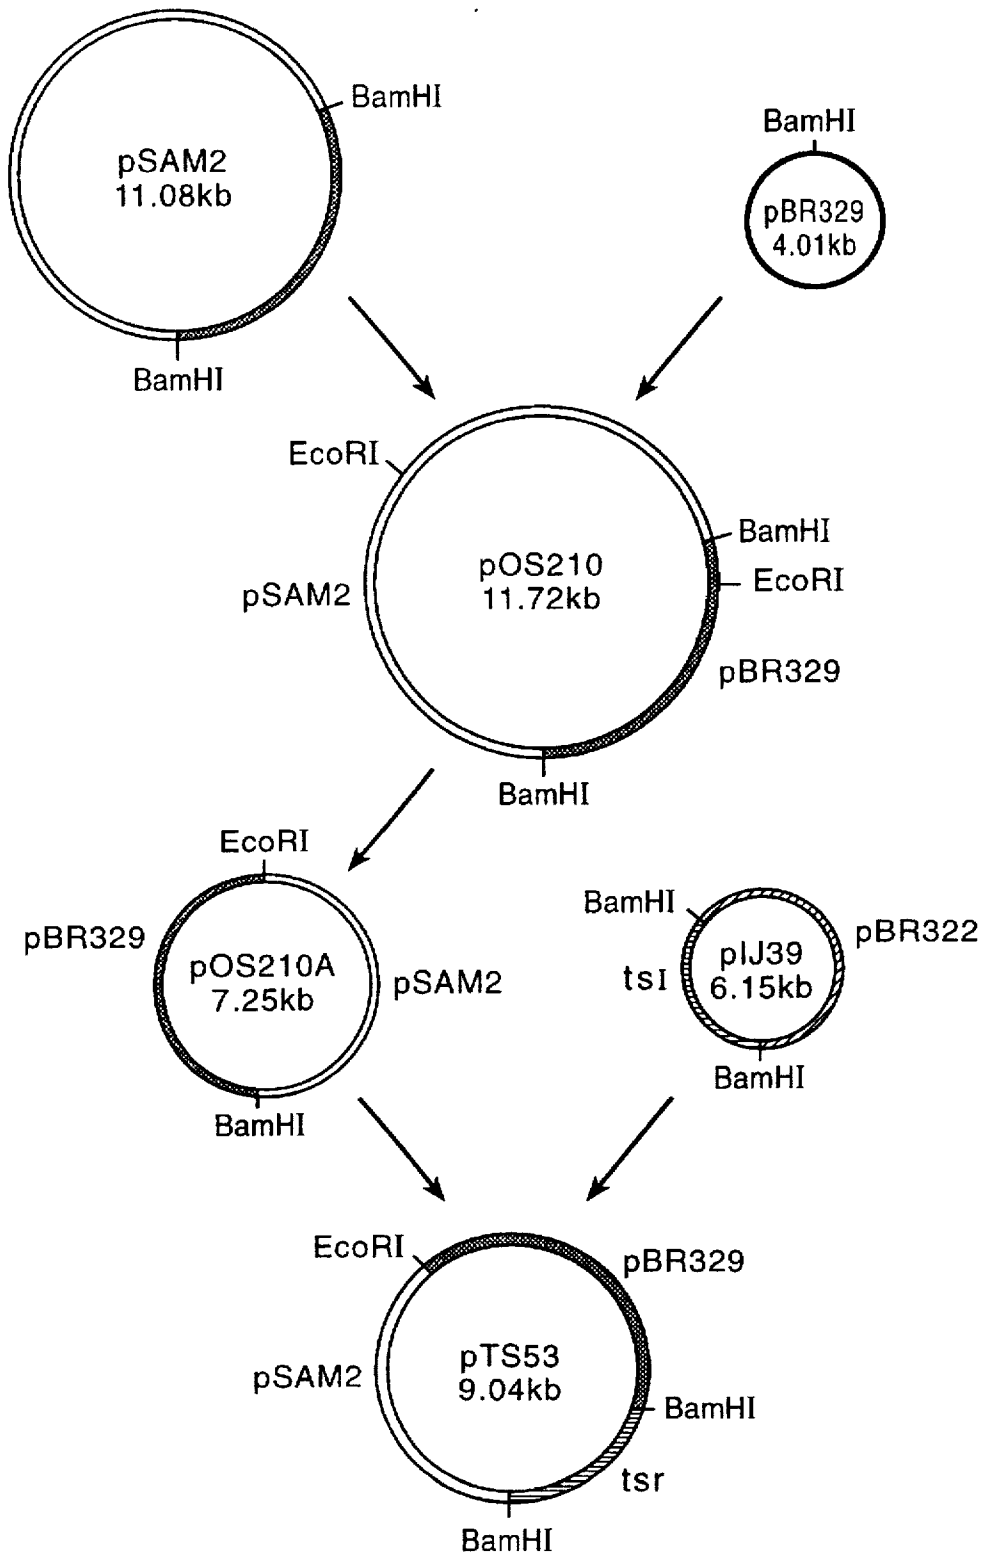 BamHI
pSAM2
11.08kb
BamHI
BamHI
pBR329
4.01kb
EcoRI
BamHI
EcoRI
pOS210
11.72kb
pSAM2
pBR329
BamHI
EcoRI
pBR329
pOS210A
7.25kb
pSAM2
BamHI
BamHI
pBR322
pIJ39
6.15kb
tsI
BamHI
EcoRI
pBR329
pTS53
9.04kb
pSAM2
BamHI
tsr
BamHI